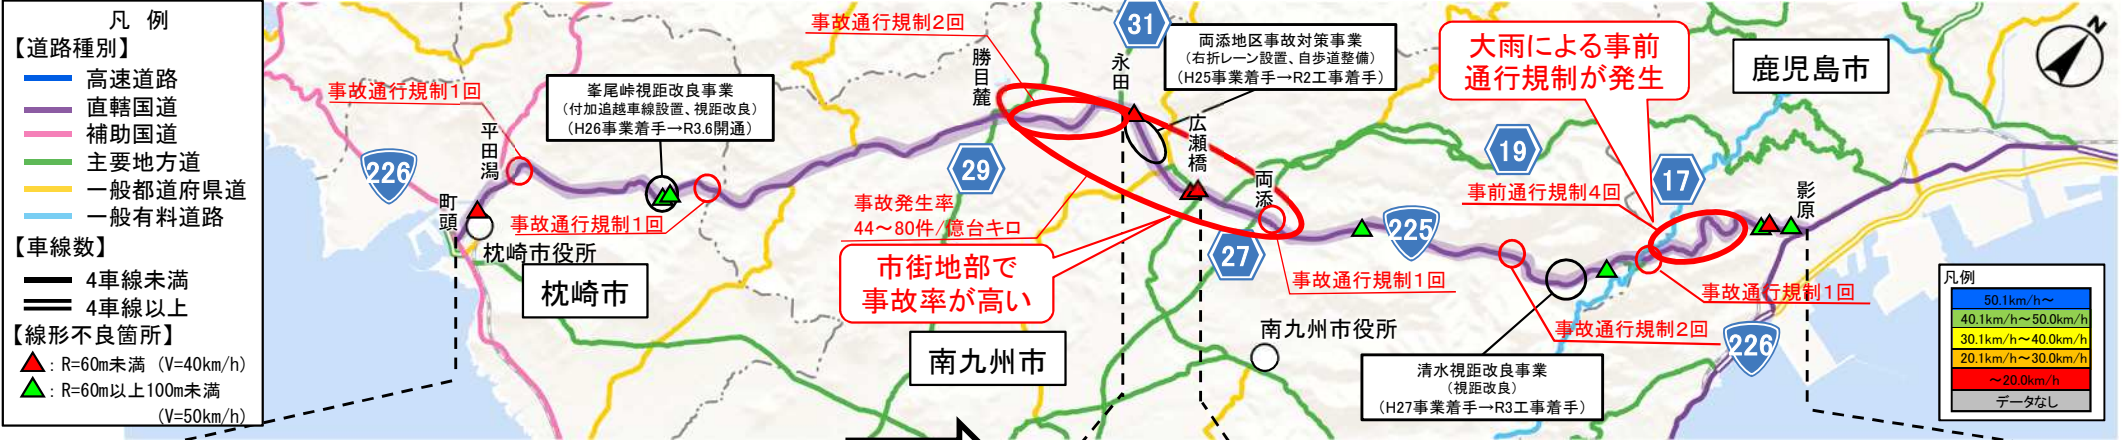 凡 例
【道路種別】
高速道路
直轄国道
補助国道
主要地方道
一般都道府県道
一般有料道路
【車線数】
4車線未満
4車線以上
【線形不良箇所】
：R=60m未満（V=40km/h）
：R=60m以上100m未満
（V=50km/h）
226
事故通行規制1回
平田潟
町頭
枕崎市役所
枕崎市
事故通行規制1回
峯尾峠視距改良事業
（付加追越車線設置、視距改良）
（H26事業着手→R3.6開通）
事故通行規制2回
勝目麓
29
31
永田
両添地区事故対策事業
（右折レーン設置、自歩道整備）
（H25事業着手→R2工事着手）
広瀬橋
両添
27
事故発生率
44～80件/億台キロ
市街地部で
事故率が高い
南九州市
南九州市役所
事故通行規制1回
225
19
大雨による事前
通行規制が発生
事前通行規制4回
17
鹿児島市
影原
事故通行規制1回
事故通行規制2回
清水視距改良事業
（視距改良）
（H27事業着手→R3工事着手）
226
N
凡例
50.1km/h～
40.1km/h～50.0km/h
30.1km/h～40.0km/h
20.1km/h～30.0km/h
～20.0km/h
データなし